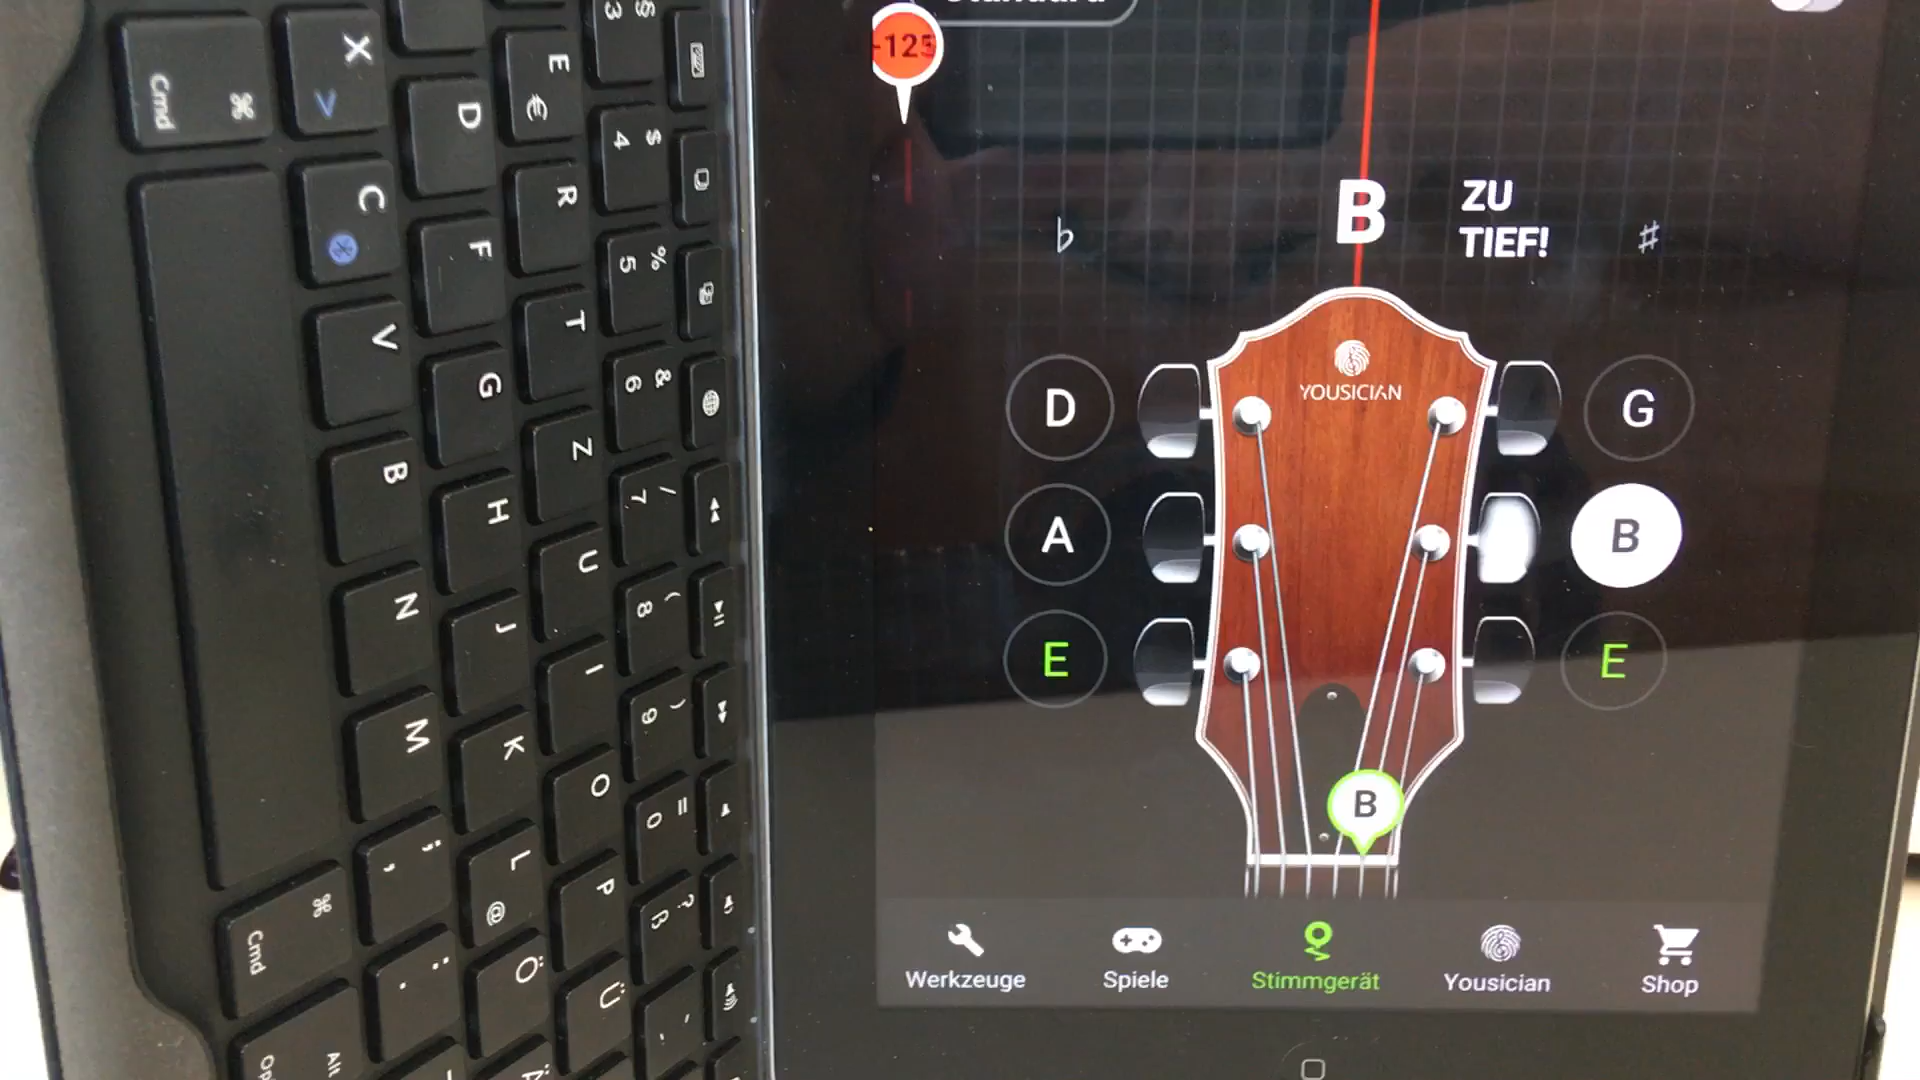 -125
B
ZU
TIEF!
♭
♯
YOUSICIAN
D
G
A
B
E
E
B
Werkzeuge
Spiele
Stimmgerät
Yousician
Shop
Cmd ⌘
X
C
V
B
N
M
; ,
: .
⌘ Cmd
D
F
G
H
J
K
L @
Ö
Alt
E €
R
T
Z
U
I
O
P
Ü
§ 3
$ 4
% 5
& 6
/ 7
( 8
) 9
= 0
? ß